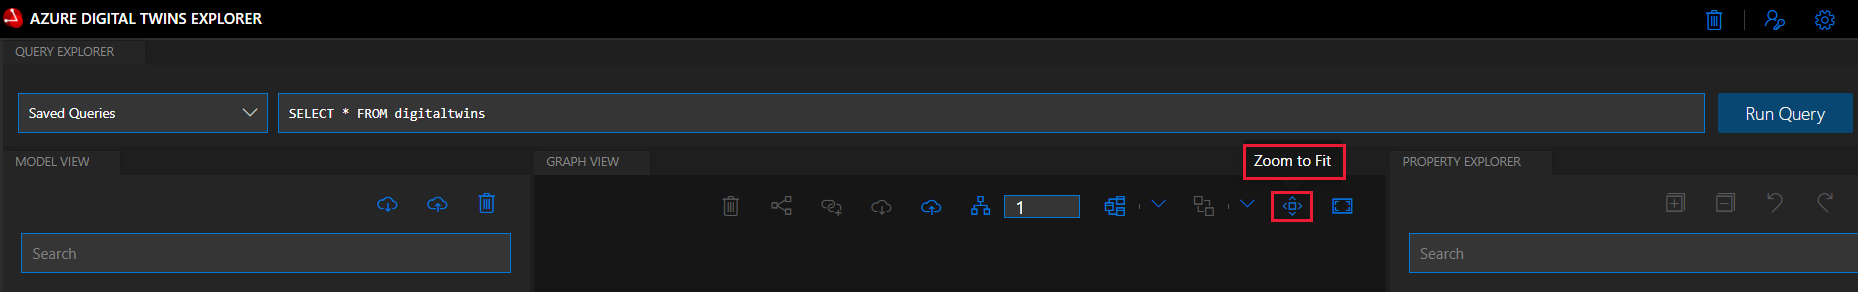 AZURE DIGITAL TWINS EXPLORER
QUERY EXPLORER
Saved Queries
SELECT * FROM digitaltwins
Run Query
MODEL VIEW
GRAPH VIEW
Zoom to Fit
PROPERTY EXPLORER
1
Search
Search